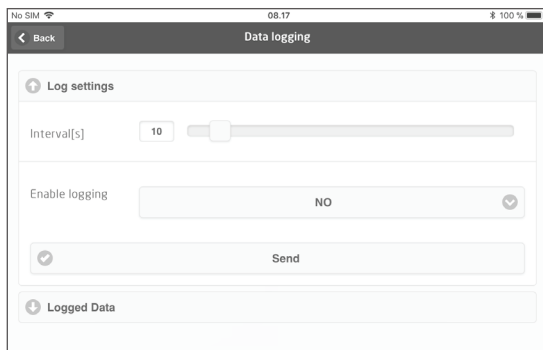 No SIM 08.17 100 %
Back Data logging
Log settings
Interval[s] 10
Enable logging NO
Send
Logged Data